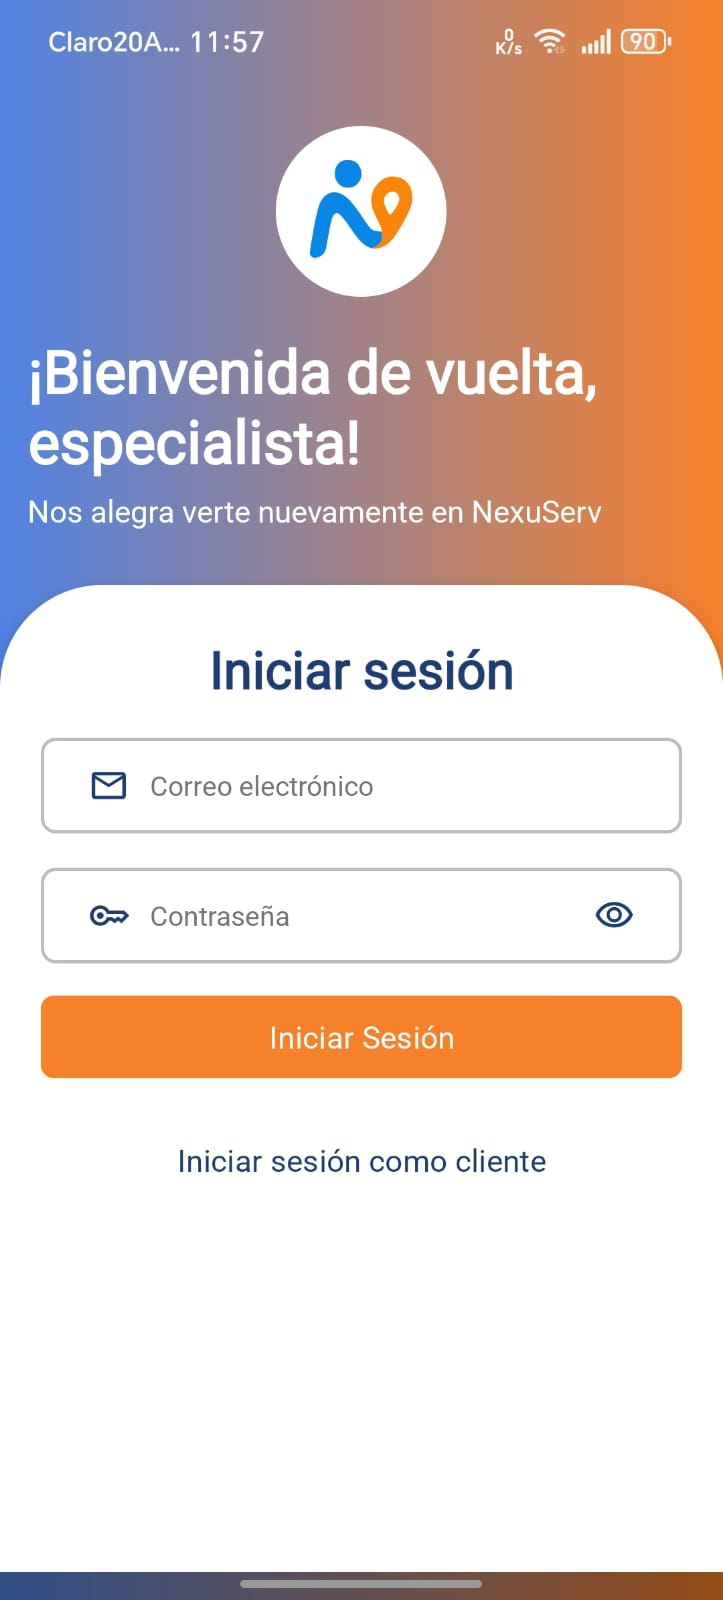 Claro20A... 11:57 0 K/s 90
¡Bienvenida de vuelta,
especialista!
Nos alegra verte nuevamente en NexuServ
Iniciar sesión
Correo electrónico
Contraseña
Iniciar Sesión
Iniciar sesión como cliente